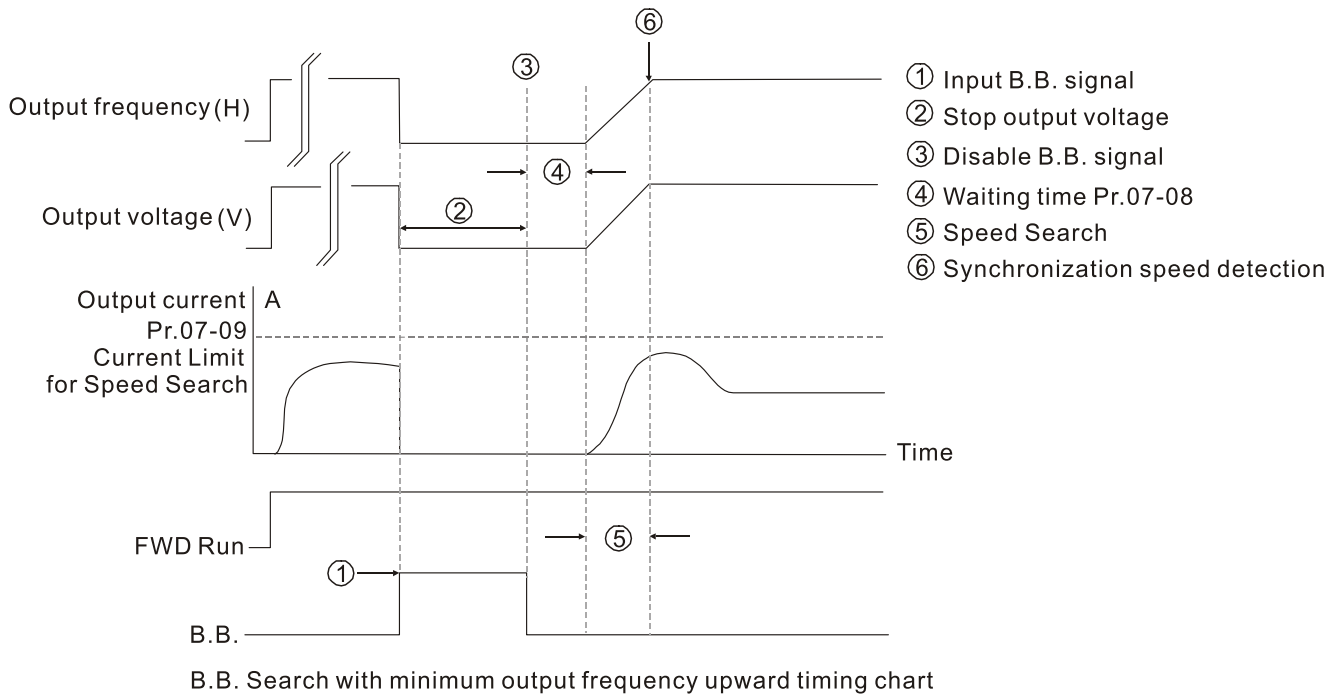 ⑥
③
Output frequency(H)
④
Output voltage(V)
②
① Input B.B. signal
② Stop output voltage
③ Disable B.B. signal
④ Waiting time Pr.07-08
⑤ Speed Search
⑥ Synchronization speed detection
Output current A
Pr.07-09
Current Limit
for Speed Search
Time
FWD Run
⑤
①
B.B.
B.B. Search with minimum output frequency upward timing chart